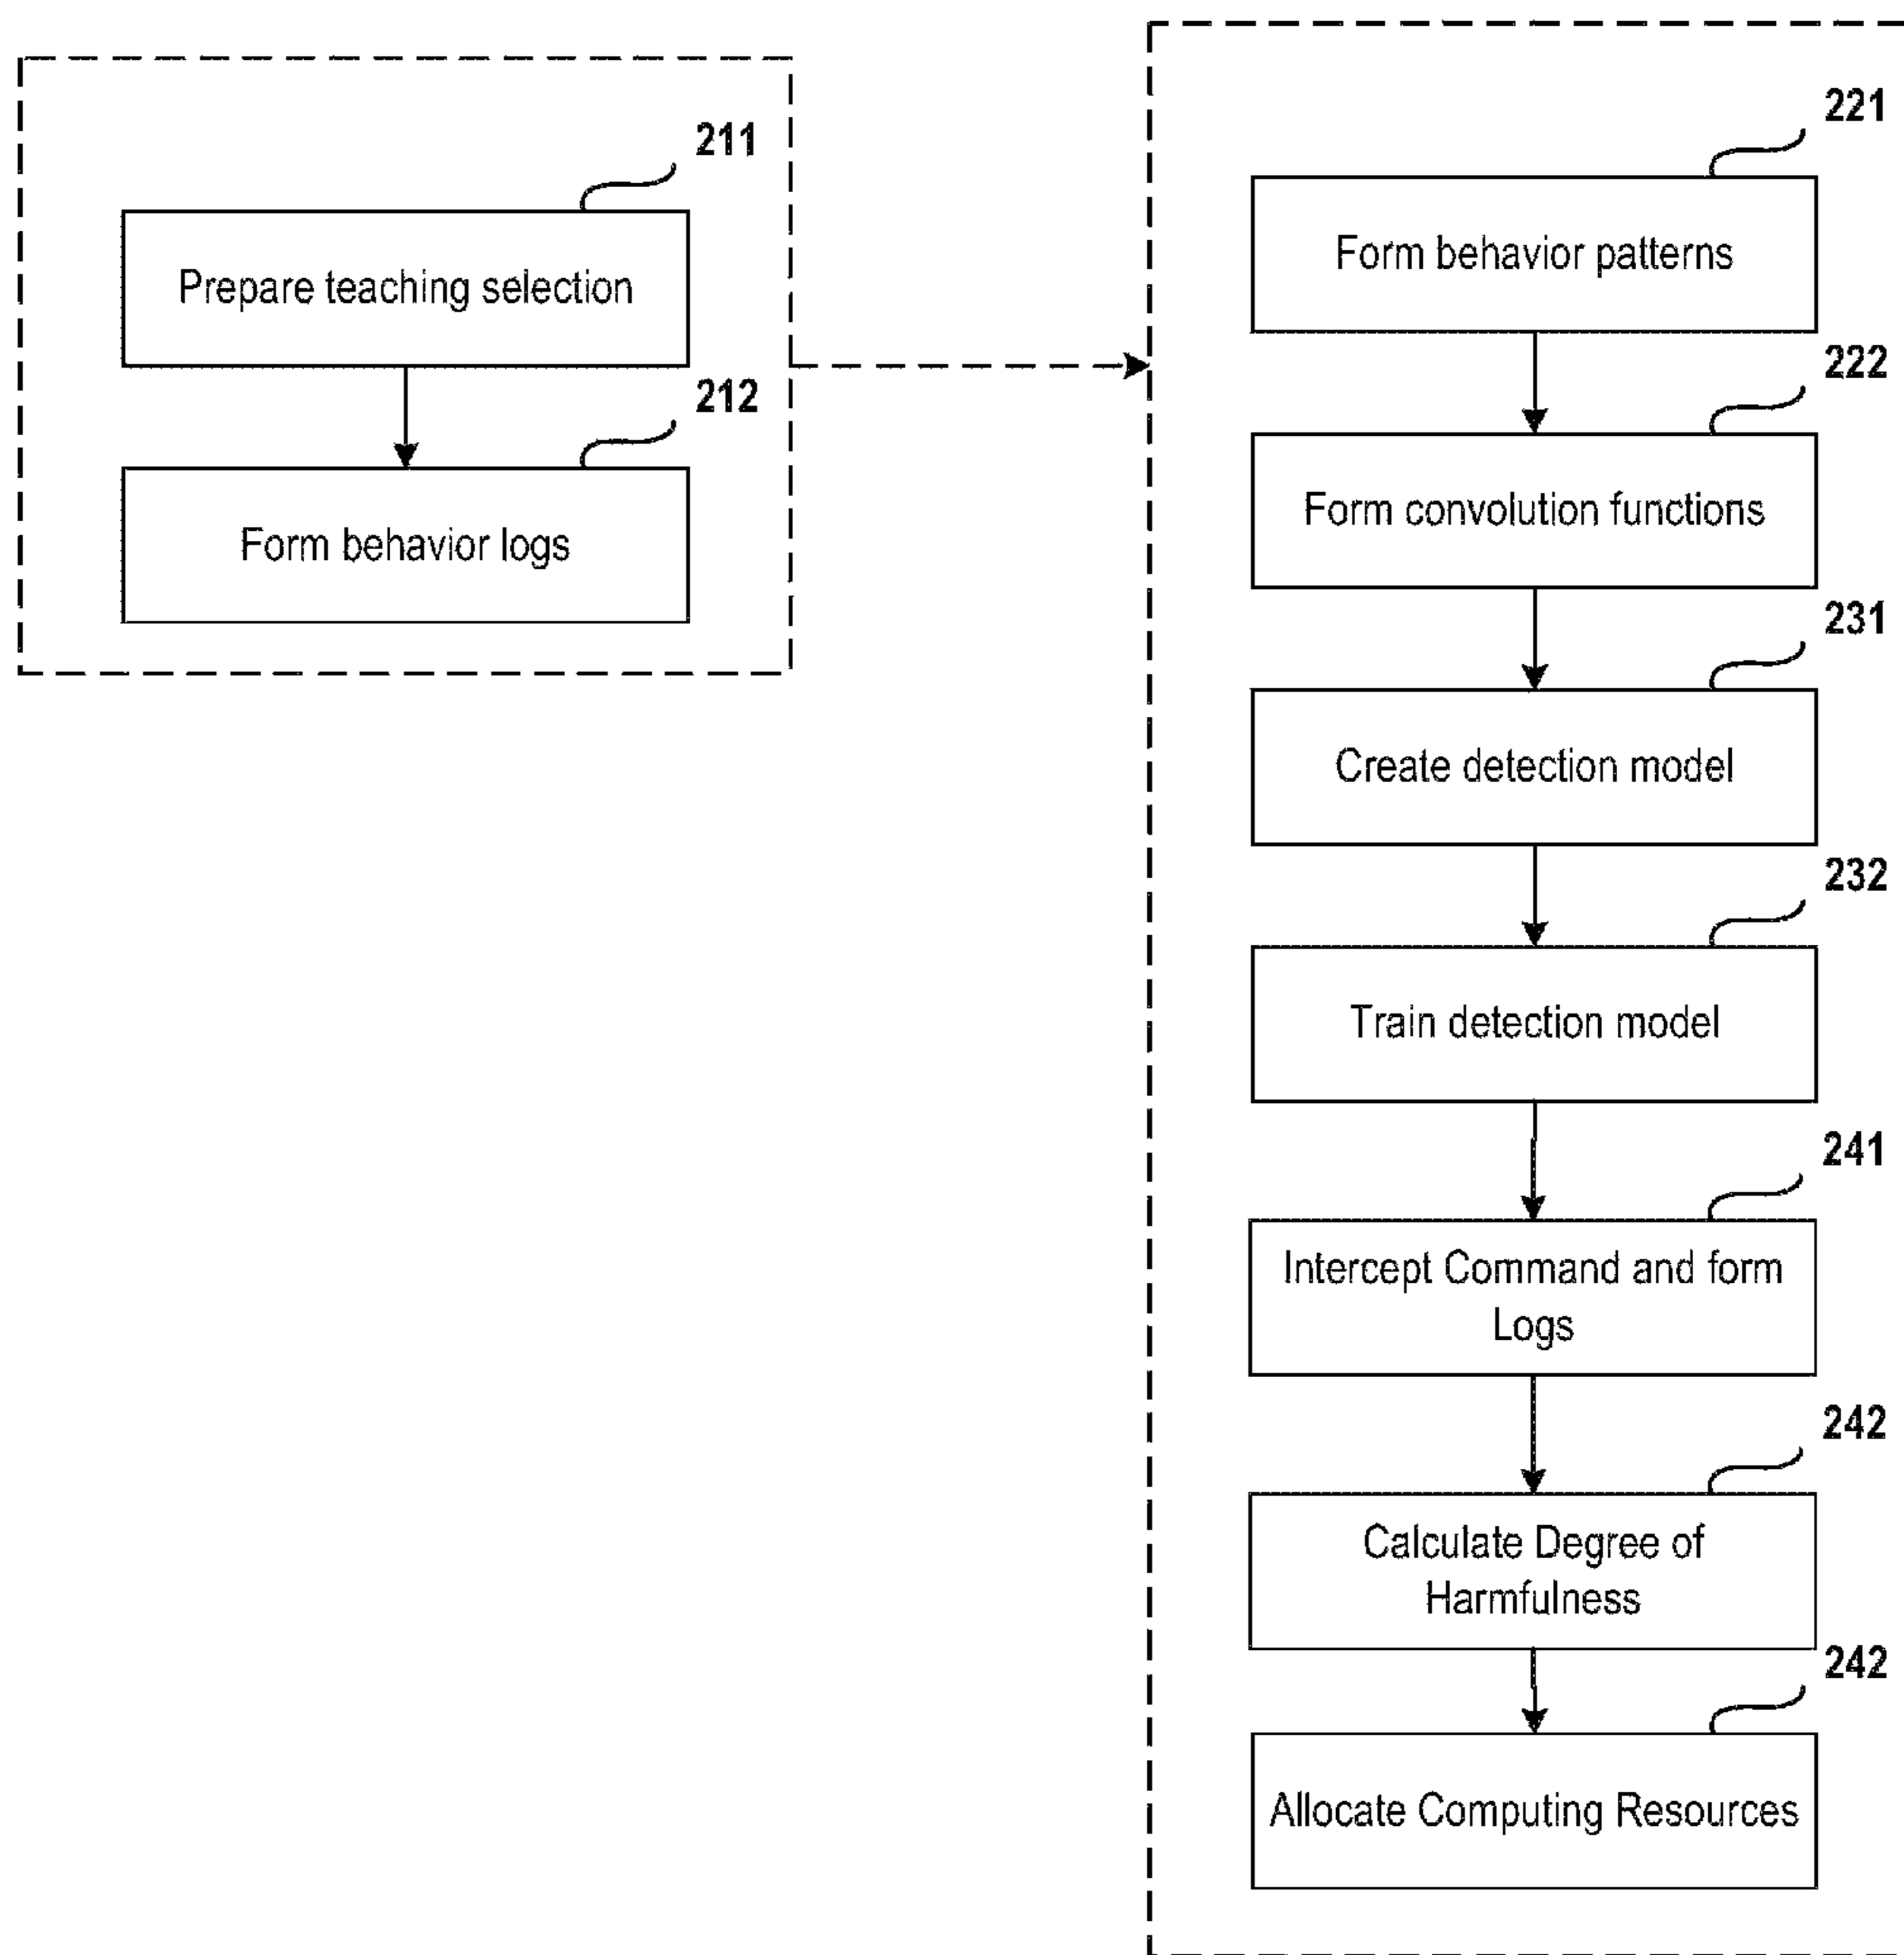 211
Prepare teaching selection
212
Form behavior logs
221
Form behavior patterns
222
Form convolution functions
231
Create detection model
232
Train detection model
241
Intercept Command and form
Logs
242
Calculate Degree of
Harmfulness
242
Allocate Computing Resources